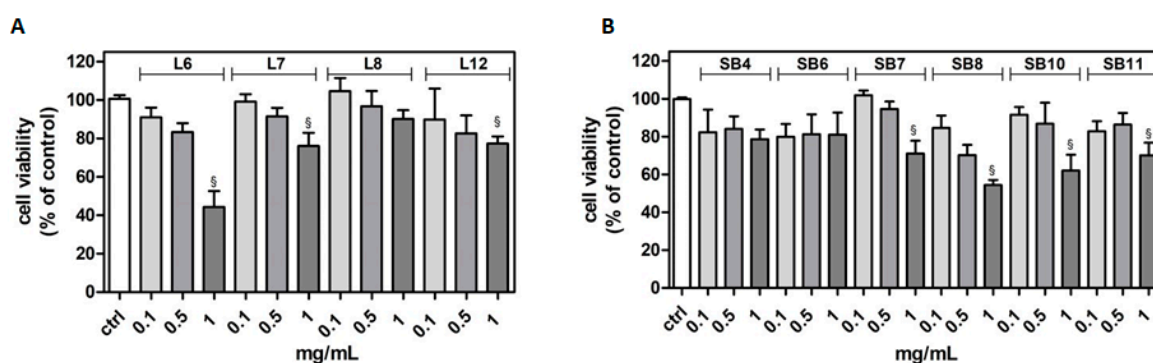 A
L6 L7 L8 L12
cell viability
(% of control)
120
100
80
60
40
20
0
§ § §
ctrl 0.1 0.5 1 0.1 0.5 1 0.1 0.5 1 0.1 0.5 1
mg/mL
B
SB4 SB6 SB7 SB8 SB10 SB11
cell viability
(% of control)
120
100
80
60
40
20
0
§ § § §
ctrl 0.1 0.5 1 0.1 0.5 1 0.1 0.5 1 0.1 0.5 1 0.1 0.5 1 0.1 0.5 1
mg/mL